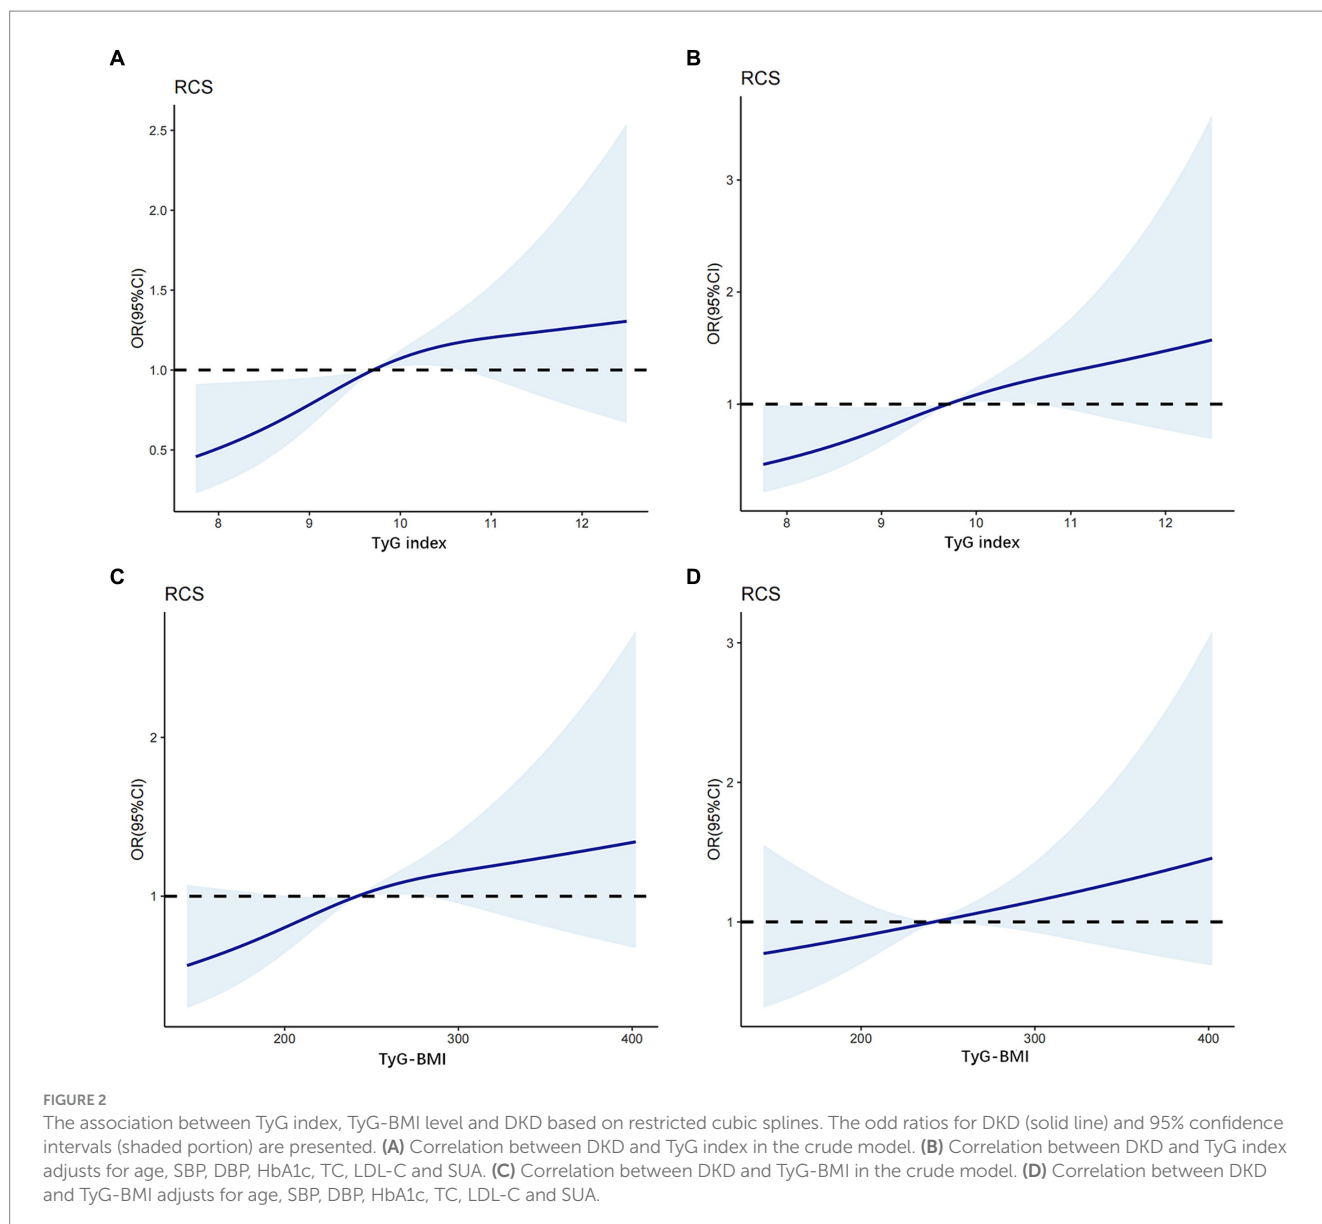 A
RCS
2.5
2.0
1.5
1.0
0.5
OR(95%CI)
8 9 10 11 12
TyG index
B
RCS
3
2
1
OR(95%CI)
8 9 10 11 12
TyG index
C
RCS
2
1
OR(95%CI)
200 300 400
TyG-BMI
D
RCS
3
2
1
OR(95%CI)
200 300 400
TyG-BMI
FIGURE 2
The association between TyG index, TyG-BMI level and DKD based on restricted cubic splines. The odd ratios for DKD (solid line) and 95% confidence
intervals (shaded portion) are presented. (A) Correlation between DKD and TyG index in the crude model. (B) Correlation between DKD and TyG index
adjusts for age, SBP, DBP, HbA1c, TC, LDL-C and SUA. (C) Correlation between DKD and TyG-BMI in the crude model. (D) Correlation between DKD
and TyG-BMI adjusts for age, SBP, DBP, HbA1c, TC, LDL-C and SUA.